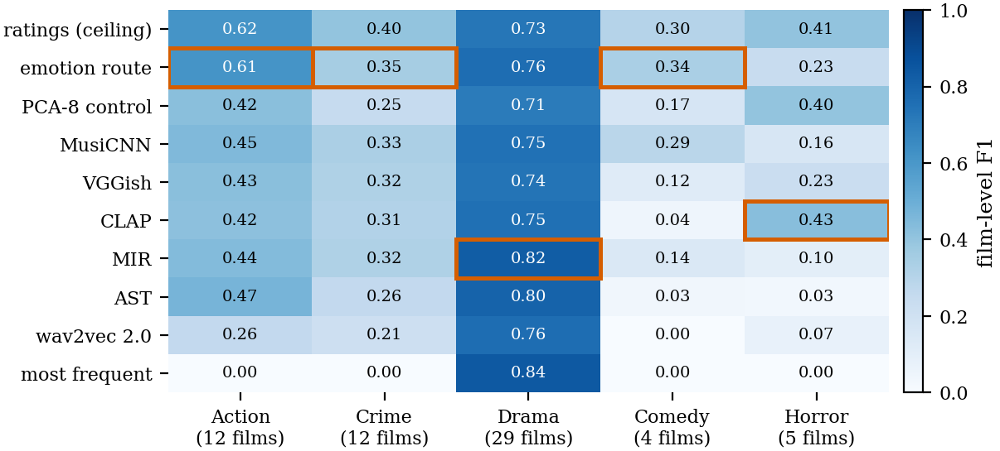 ratings (ceiling) 0.62 0.40 0.73 0.30 0.41
emotion route 0.61 0.35 0.76 0.34 0.23
PCA-8 control 0.42 0.25 0.71 0.17 0.40
MusiCNN 0.45 0.33 0.75 0.29 0.16
VGGish 0.43 0.32 0.74 0.12 0.23
CLAP 0.42 0.31 0.75 0.04 0.43
MIR 0.44 0.32 0.82 0.14 0.10
AST 0.47 0.26 0.80 0.03 0.03
wav2vec 2.0 0.26 0.21 0.76 0.00 0.07
most frequent 0.00 0.00 0.84 0.00 0.00
Action Crime Drama Comedy Horror
(12 films) (12 films) (29 films) (4 films) (5 films)
1.0
0.8
0.6
0.4
0.2
0.0
film-level F1